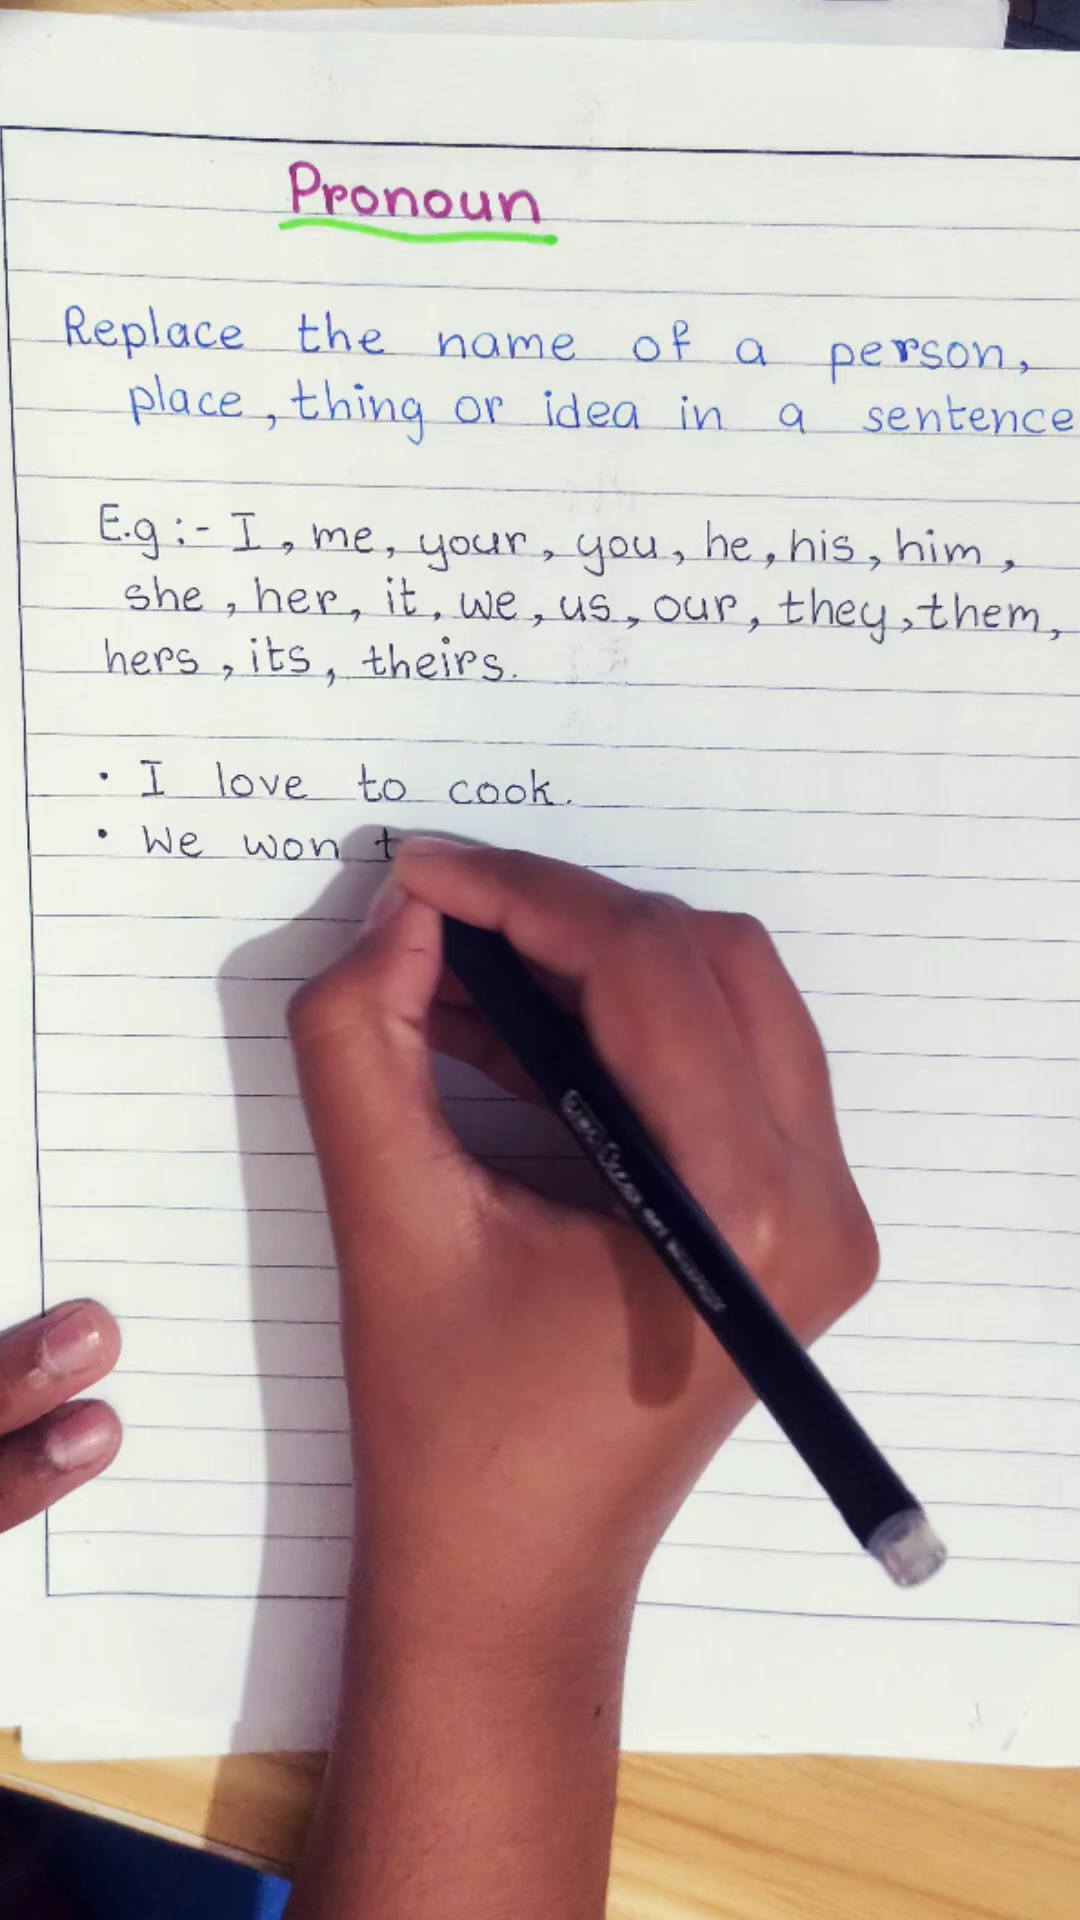 Pronoun
Replace the name of a person,
place, thing or idea in a sentence
E.g :- I, me, your, you, he, his, him,
she, her, it, we, us, our, they, them,
hers, its, theirs.
• I love to cook.
• We won t